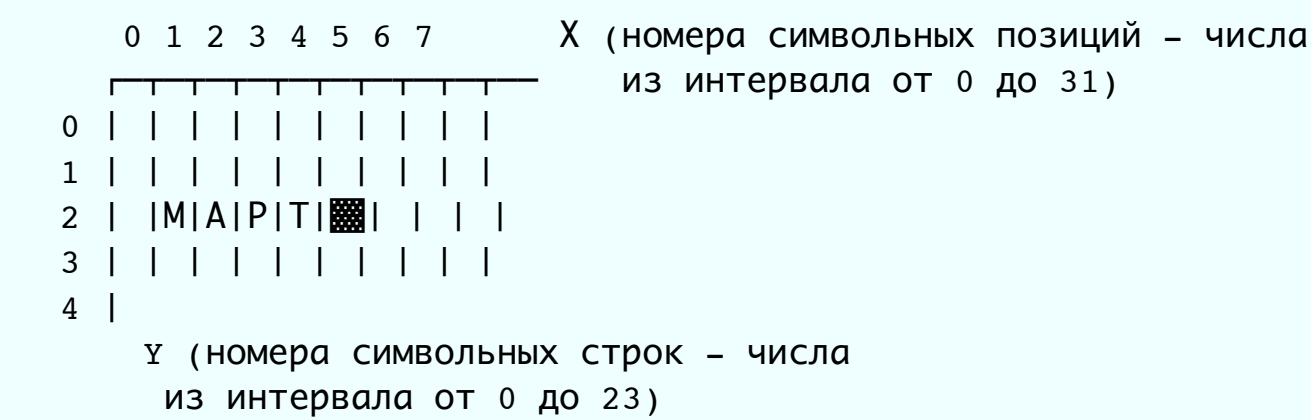 0 1 2 3 4 5 6 7 X (номера символьных позиций – числа
из интервала от 0 до 31)
0 | | | | | | | | | |
1 | | | | | | | | | |
2 | |М|А|Р|Т|▓| | | |
3 | | | | | | | | | |
4 |
Y (номера символьных строк – числа
из интервала от 0 до 23)